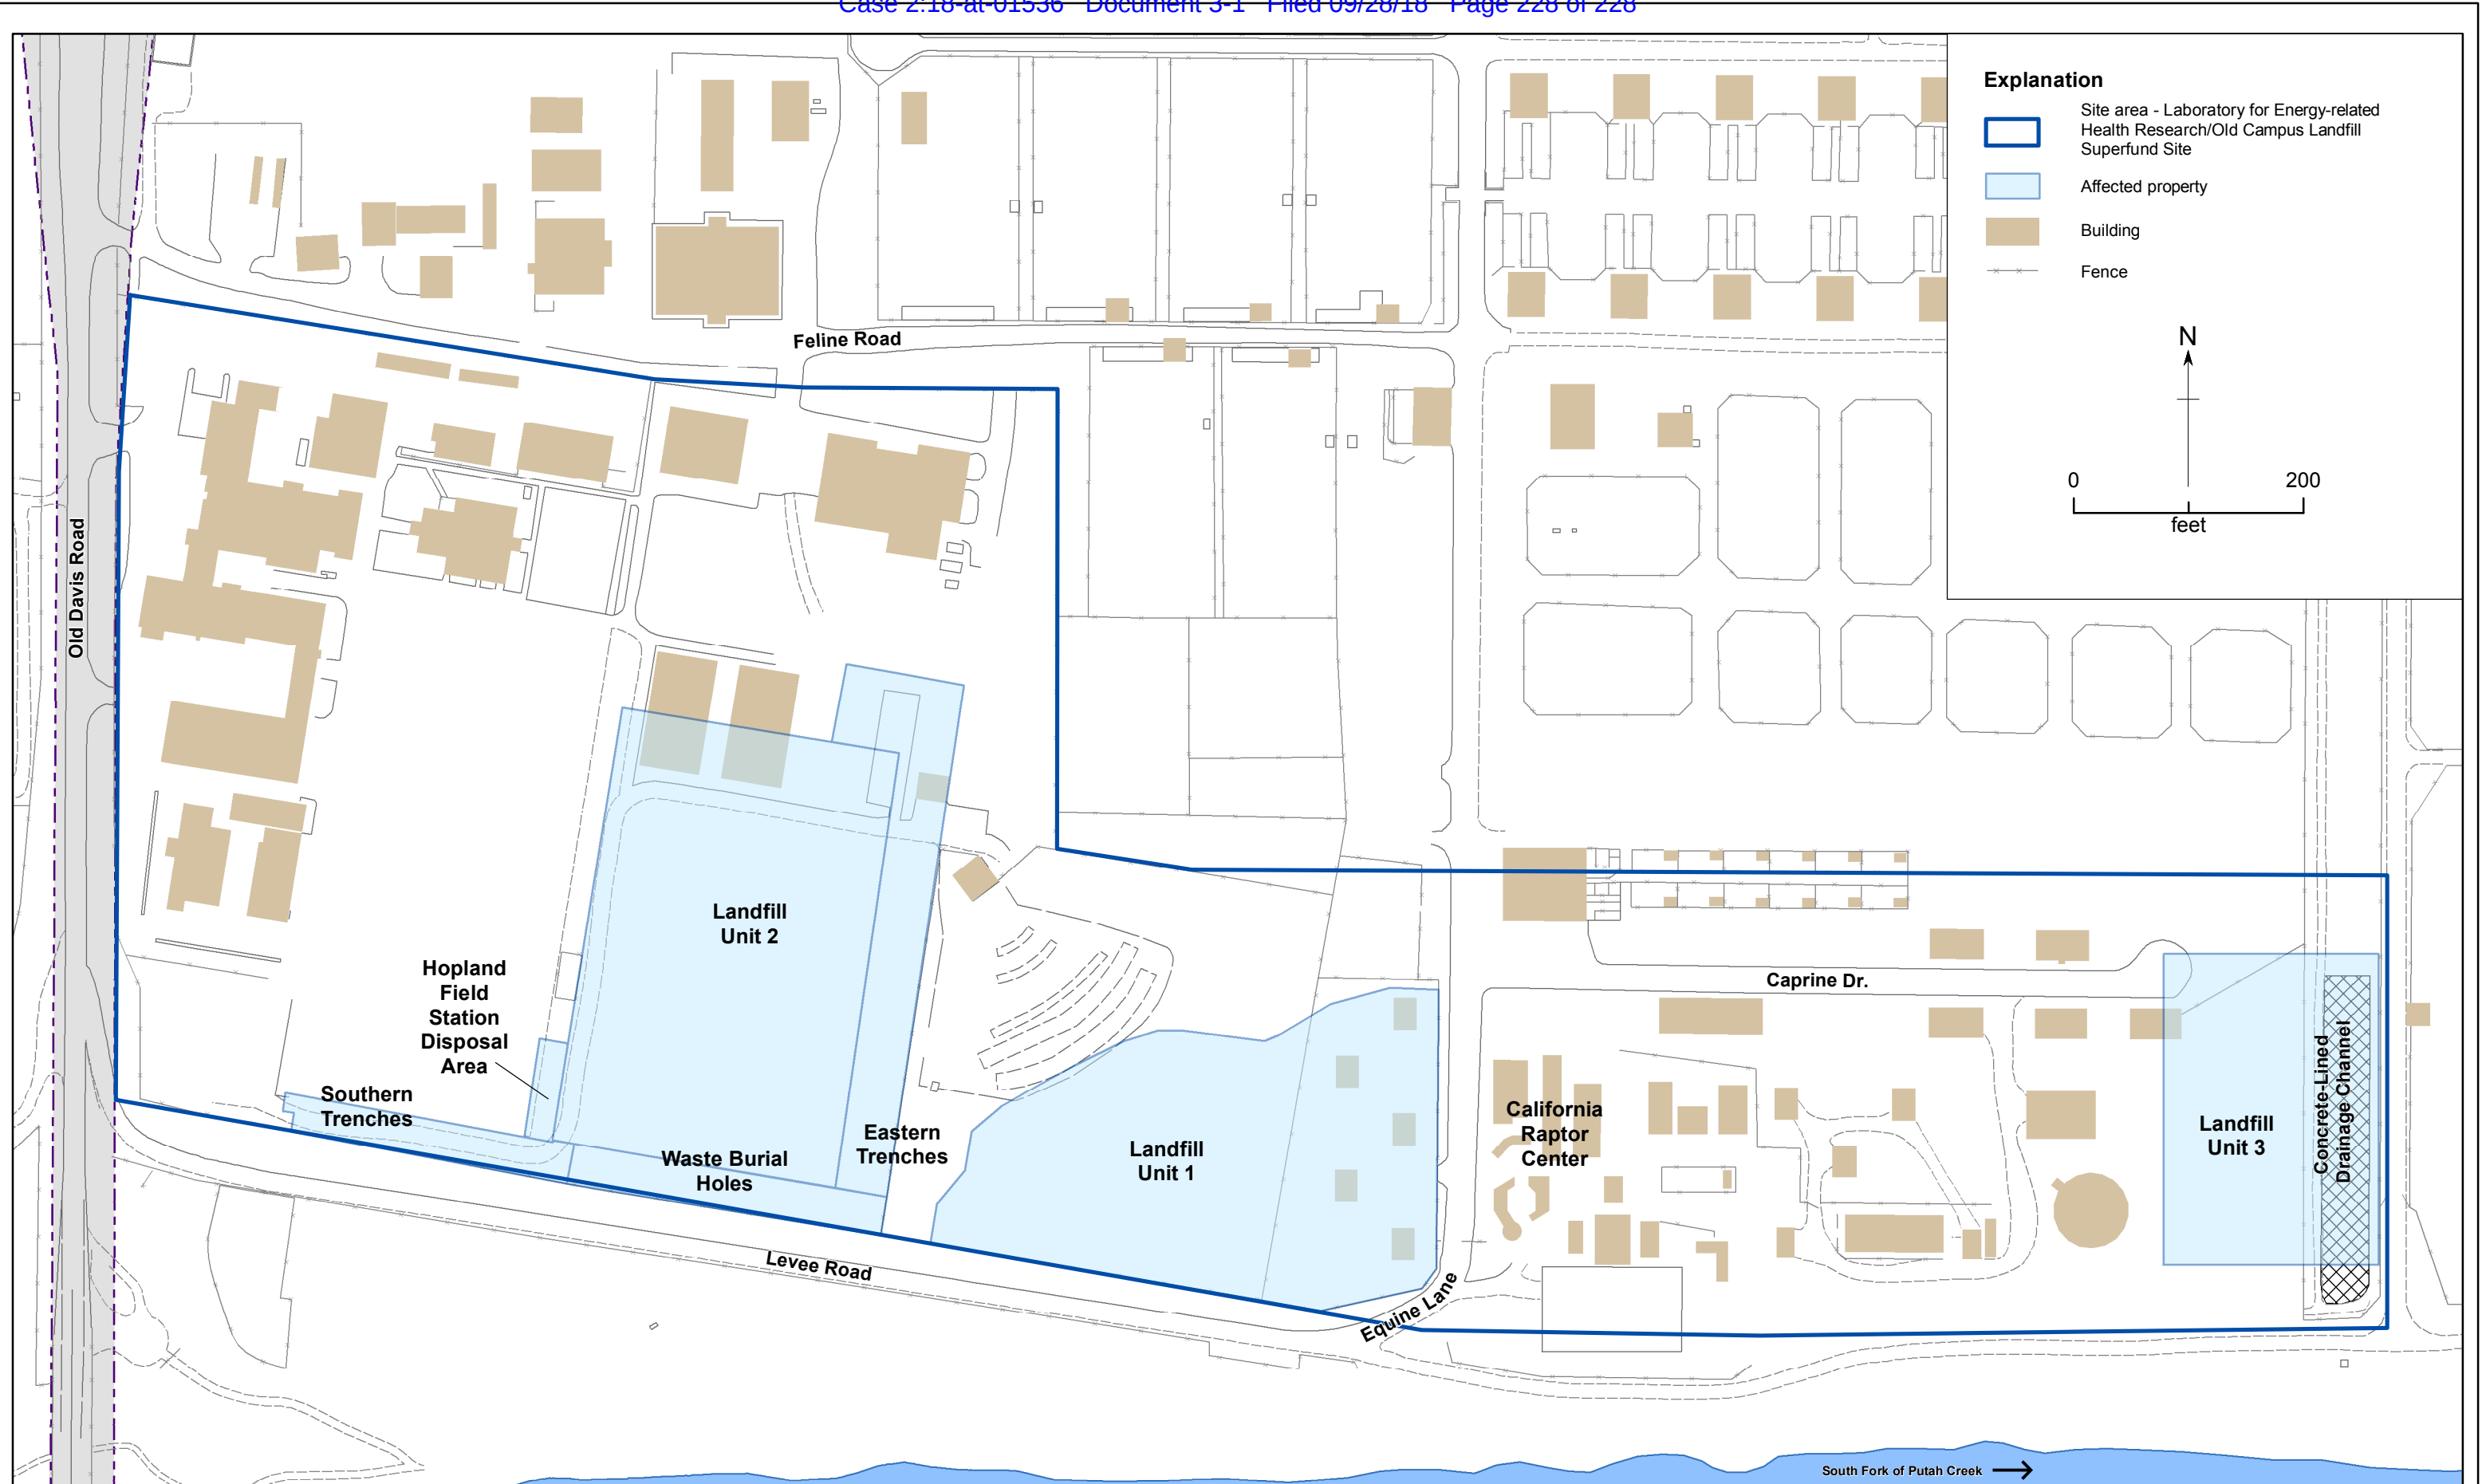 Case 2:18-at-01536 Document 3-1 Filed 09/28/18 Page 228 of 228
Explanation
Site area - Laboratory for Energy-related
Health Research/Old Campus Landfill
Superfund Site
Affected property
Building
Fence
N
0 200
feet
Feline Road
Old Davis Road
Landfill
Unit 2
Hopland
Field
Station
Disposal
Area
Southern
Trenches
Waste Burial
Holes
Eastern
Trenches
Landfill
Unit 1
Caprine Dr.
California
Raptor
Center
Landfill
Unit 3
Concrete-Lined
Drainage Channel
Levee Road
Equine Lane
South Fork of Putah Creek